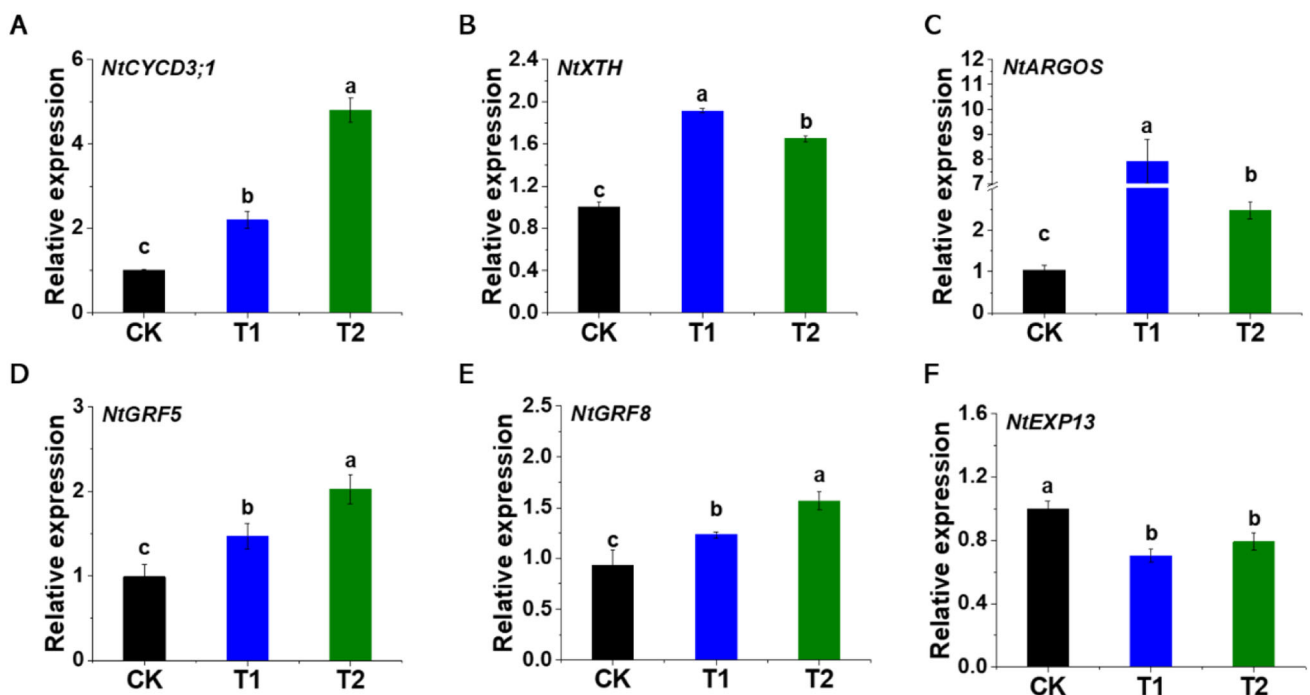 A
NtCYCD3;1
Relative expression
6
4
2
0
c
b
a
CK T1 T2
B
NtXTH
Relative expression
2.4
2.0
1.6
1.2
0.8
0.4
0.0
c
a
b
CK T1 T2
C
NtARGOS
Relative expression
12
11
10
9
8
7
2
1
0
c
a
b
CK T1 T2
D
NtGRF5
Relative expression
3
2
1
0
c
b
a
CK T1 T2
E
NtGRF8
Relative expression
2.5
2.0
1.5
1.0
0.5
0.0
c
b
a
CK T1 T2
F
NtEXP13
Relative expression
1.6
1.2
0.8
0.4
0.0
a
b
b
CK T1 T2